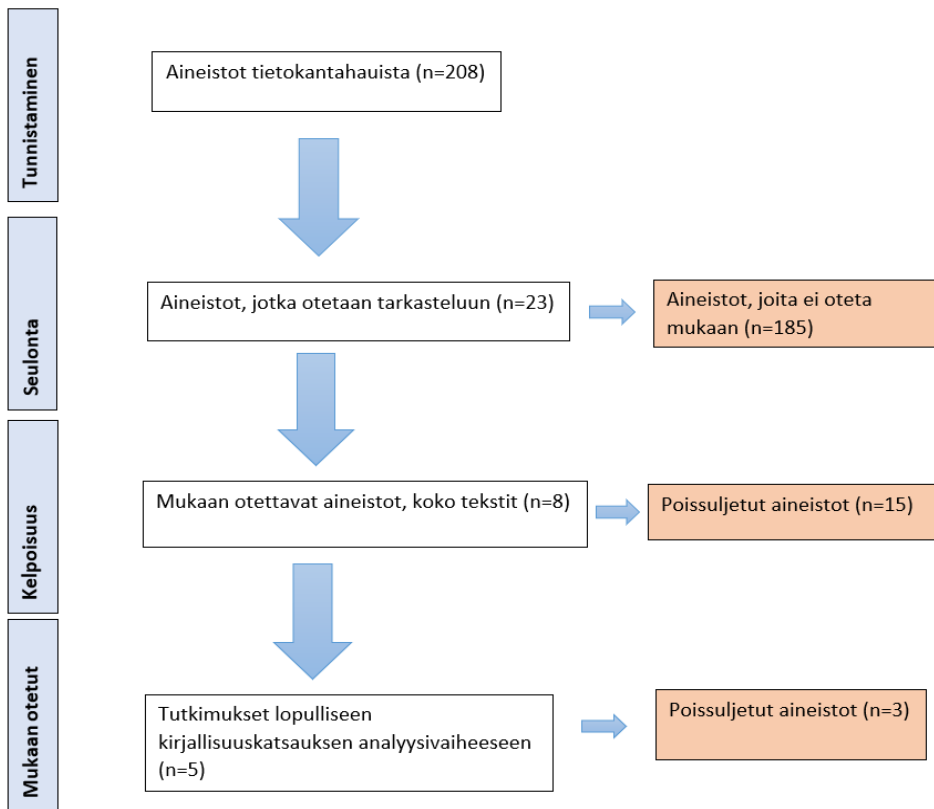 Tunnistaminen
Aineistot tietokantahauista (n=208)
Seulonta
Aineistot, jotka otetaan tarkasteluun (n=23)
Aineistot, joita ei oteta
mukaan (n=185)
Kelpoisuus
Mukaan otettavat aineistot, koko tekstit (n=8)
Poissuljetut aineistot (n=15)
Mukaan otetut
Tutkimukset lopulliseen
kirjallisuuskatsauksen analyysivaiheeseen
(n=5)
Poissuljetut aineistot (n=3)